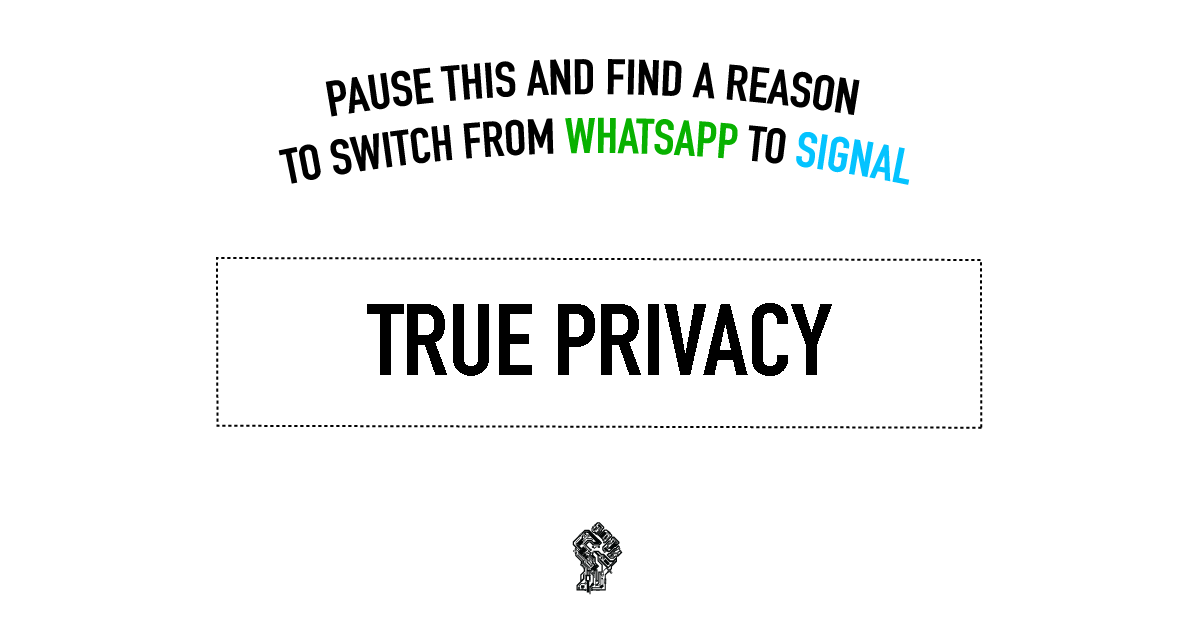 PAUSE THIS AND FIND A REASON
TO SWITCH FROM WHATSAPP TO SIGNAL
TRUE PRIVACY